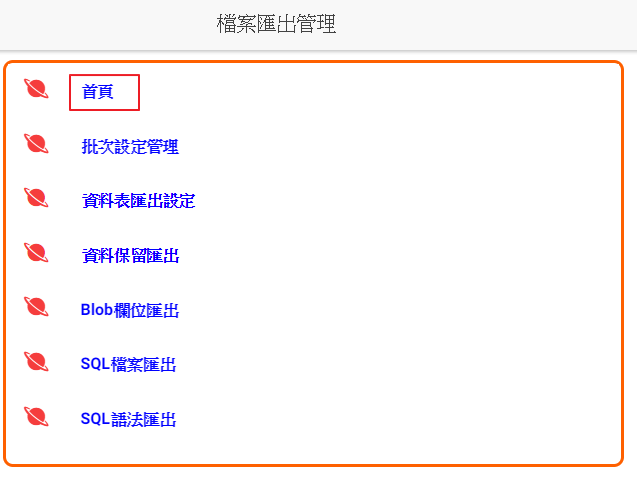 檔案匯出管理
首頁
批次設定管理
資料表匯出設定
資料保留匯出
Blob欄位匯出
SQL檔案匯出
SQL語法匯出